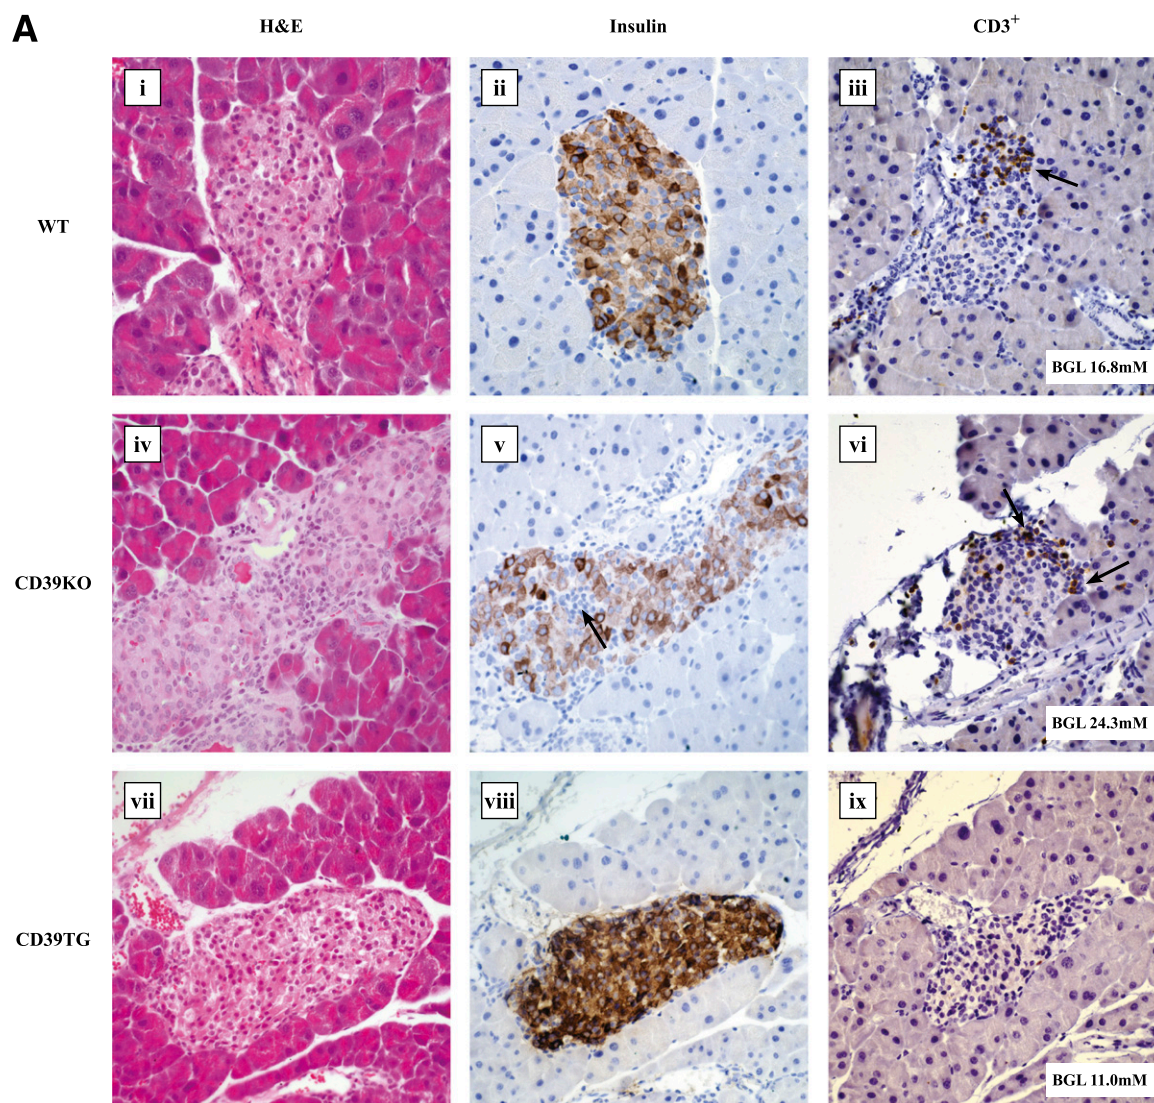 A
H&E
Insulin
CD3+
i
ii
iii
WT
BGL 16.8mM
iv
v
vi
CD39KO
BGL 24.3mM
vii
viii
ix
CD39TG
BGL 11.0mM